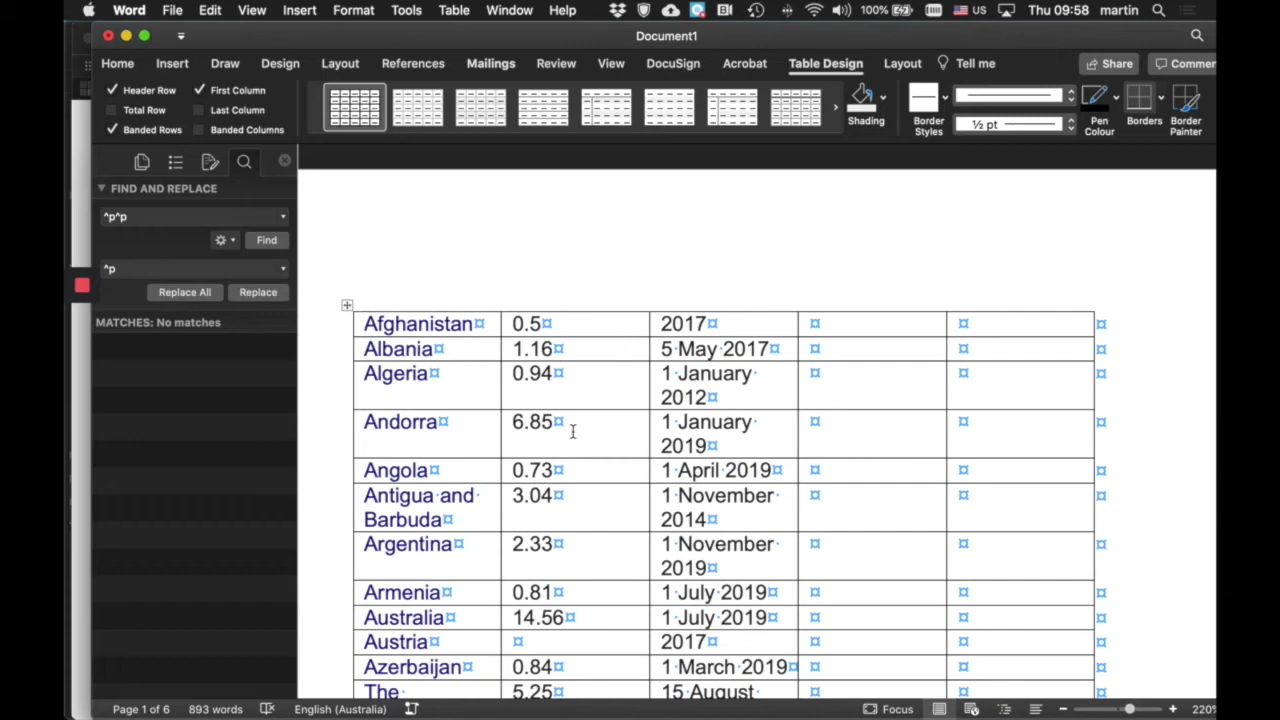 Word File Edit View Insert Format Tools Table Window Help 100% US Thu 09:58 martin
Document1
Home Insert Draw Design Layout References Mailings Review View DocuSign Acrobat Table Design Layout Tell me Share Commer
Header Row First Column
Total Row Last Column
Banded Rows Banded Columns
Shading
Border Styles
½ pt
Pen Colour
Borders
Border Painter
FIND AND REPLACE
^p^p
Find
^p
Replace All Replace
MATCHES: No matches
Afghanistan¤ 0.5¤ 2017¤ ¤ ¤ ¤
Albania¤ 1.16¤ 5·May·2017¤ ¤ ¤ ¤
Algeria¤ 0.94¤ 1·January· ¤ ¤ ¤
2012¤
Andorra¤ 6.85¤ 1·January· ¤ ¤ ¤
2019¤
Angola¤ 0.73¤ 1·April·2019¤ ¤ ¤ ¤
Antigua·and· 3.04¤ 1·November· ¤ ¤ ¤
Barbuda¤ 2014¤
Argentina¤ 2.33¤ 1·November· ¤ ¤ ¤
2019¤
Armenia¤ 0.81¤ 1·July·2019¤ ¤ ¤ ¤
Australia¤ 14.56¤ 1·July·2019¤ ¤ ¤ ¤
Austria¤ ¤ 2017¤ ¤ ¤ ¤
Azerbaijan¤ 0.84¤ 1·March·2019¤ ¤ ¤ ¤
The· 5.25¤ 15·August· ¤ ¤ ¤
Page 1 of 6 893 words English (Australia) Focus 220%